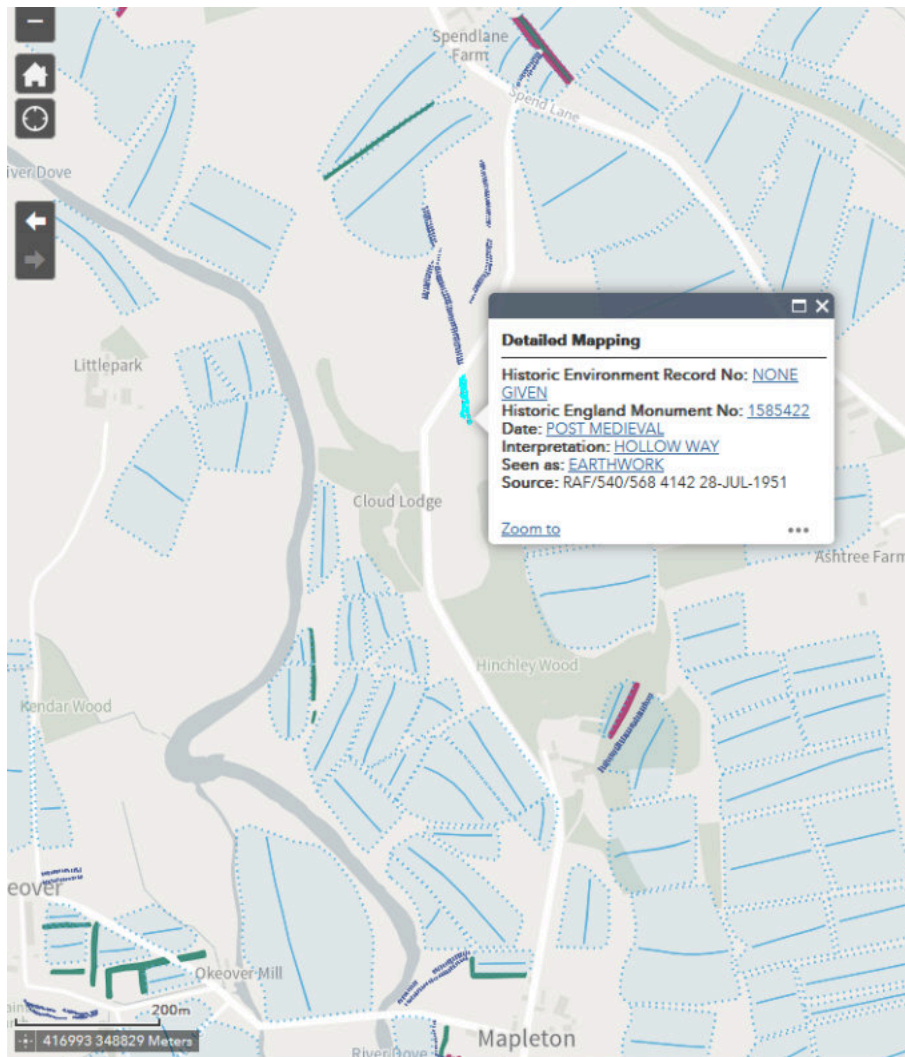 Spendlane
Farm
Spend Lane
iver Dove
Littlepark
Detailed Mapping
Historic Environment Record No: NONE
GIVEN
Historic England Monument No: 1585422
Date: POST MEDIEVAL
Interpretation: HOLLOW WAY
Seen as: EARTHWORK
Source: RAF/540/568 4142 28-JUL-1951
Zoom to
Cloud Lodge
Ashtree Farm
Hinchley Wood
Kendar Wood
eover
Okeover Mill
200m
416993 348829 Meters
Mapleton
River Dove